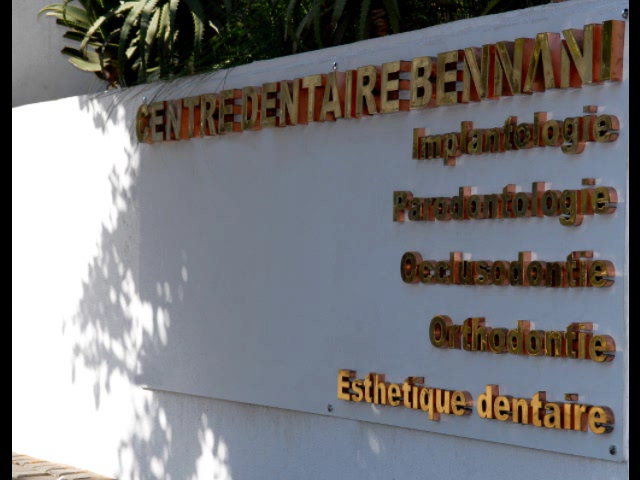 CENTRE DENTAIRE BENNANI
Implantologie
Parodontologie
Occlusodontie
Orthodontie
Esthetique dentaire